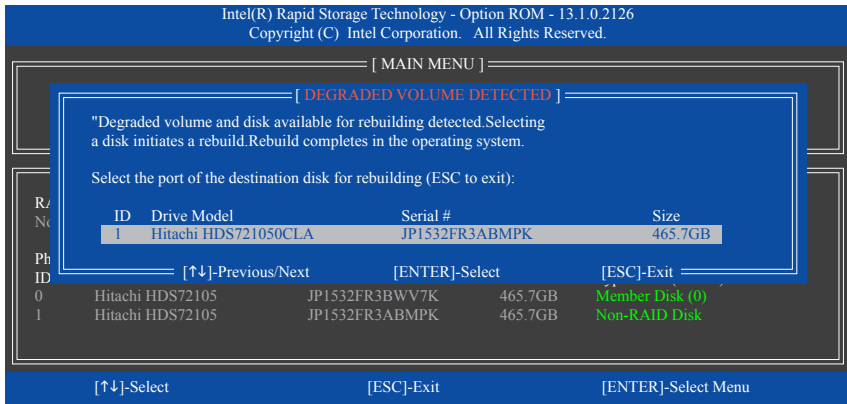 Intel(R) Rapid Storage Technology - Option ROM - 13.1.0.2126
Copyright (C) Intel Corporation. All Rights Reserved.
[ MAIN MENU ]
[ DEGRADED VOLUME DETECTED ]
"Degraded volume and disk available for rebuilding detected.Selecting
a disk initiates a rebuild.Rebuild completes in the operating system.
Select the port of the destination disk for rebuilding (ESC to exit):
ID Drive Model Serial # Size
1 Hitachi HDS721050CLA JP1532FR3ABMPK 465.7GB
[↑↓]-Previous/Next [ENTER]-Select [ESC]-Exit
ID
0 Hitachi HDS72105 JP1532FR3BWV7K 465.7GB Member Disk (0)
1 Hitachi HDS72105 JP1532FR3ABMPK 465.7GB Non-RAID Disk
[↑↓]-Select [ESC]-Exit [ENTER]-Select Menu